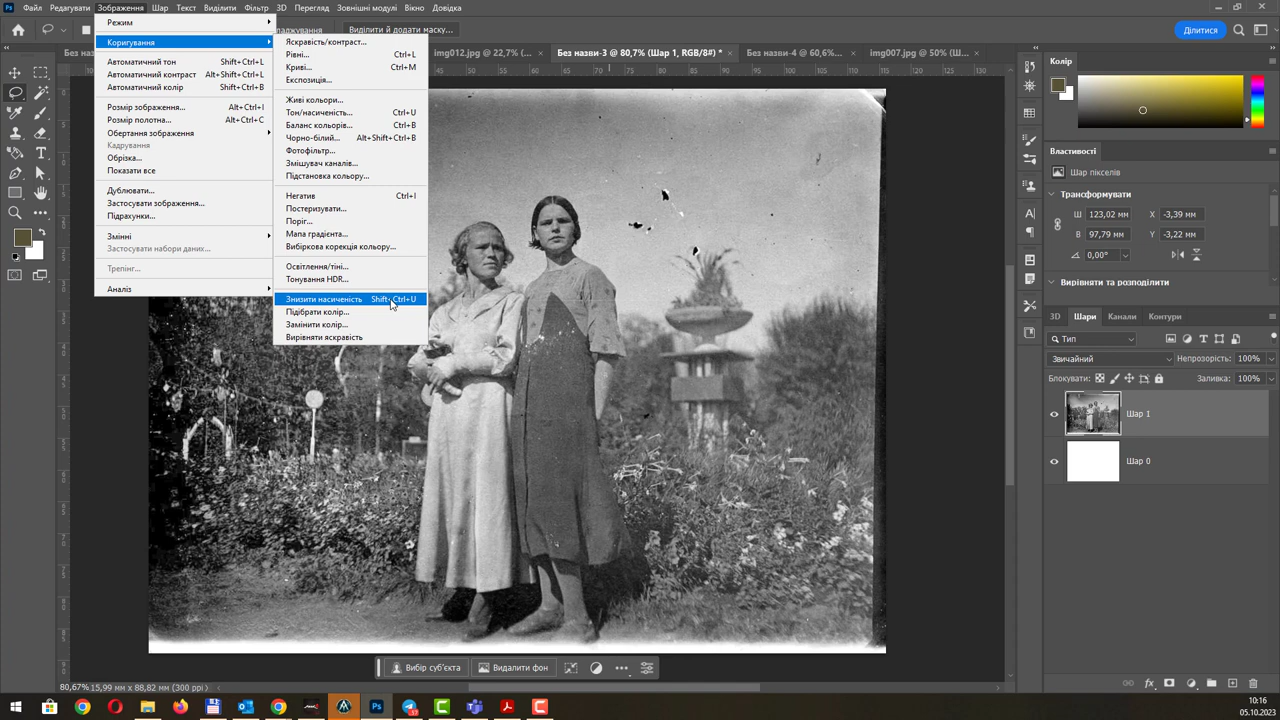 Ps Файл Редагувати Зображення Шар Текст Виділити Фільтр 3D Перегляд Зовнішні модулі Вікно Довідка
Виділити й додати маску... Ділитися
img012.jpg @ 22,7% (... × Без назви-3 @ 80,7% (Шар 1, RGB/8#) * × Без назви-4 @ 60,6%... × img007.jpg @ 50% (Ш...
Режим
Коригування
Автоматичний тон Shift+Ctrl+L
Автоматичний контраст Alt+Shift+Ctrl+L
Автоматичний колір Shift+Ctrl+B
Розмір зображення... Alt+Ctrl+I
Розмір полотна... Alt+Ctrl+C
Обертання зображення
Кадрування
Обрізка...
Показати все
Дублювати...
Застосувати зображення...
Підрахунки...
Змінні
Застосувати набори даних...
Трепінг...
Аналіз
Яскравість/контраст...
Рівні... Ctrl+L
Криві... Ctrl+M
Експозиція...
Живі кольори...
Тон/насиченість... Ctrl+U
Баланс кольорів... Ctrl+B
Чорно-білий... Alt+Shift+Ctrl+B
Фотофільтр...
Змішувач каналів...
Підстановка кольору...
Негатив Ctrl+I
Постеризувати...
Поріг...
Мапа градієнта...
Вибіркова корекція кольору...
Освітлення/тіні...
Тонування HDR...
Знизити насиченість Shift+Ctrl+U
Підібрати колір...
Замінити колір...
Вирівняти яскравість
Колір
Властивості
Шар пікселів
Трансформувати
Ш 123,02 мм X -3,39 мм
В 97,79 мм Y -3,22 мм
0,00°
Вирівняти та розподілити
3D Шари Канали Контури
Тип
Звичайний Непрозорість: 100%
Блокувати: Заливка: 100%
Шар 1
Шар 0
Вибір суб'єкта Видалити фон
80,67% 15,99 мм × 88,82 мм (300 ppi)
10:16
05.10.2023